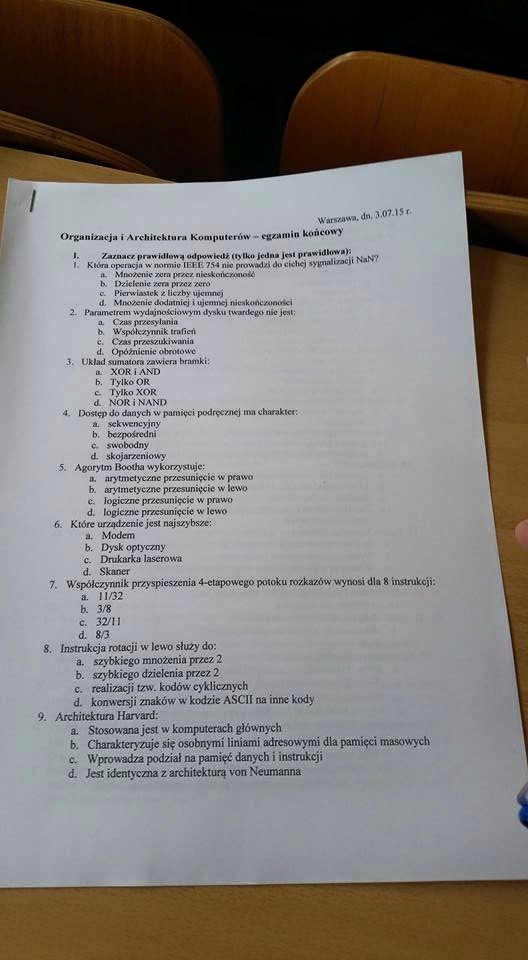 Warszawa, dn. 3.07.15 r.
Organizacja i Architektura Komputerów – egzamin końcowy
I. Zaznacz prawidłową odpowiedź (tylko jedna jest prawidłowa):
1. Która operacja w normie IEEE 754 nie prowadzi do cichej sygnalizacji NaN?
a. Mnożenie zera przez nieskończoność
b. Dzielenie zera przez zero
c. Pierwiastek z liczby ujemnej
d. Mnożenie dodatniej i ujemnej nieskończoności
2. Parametrem wydajnościowym dysku twardego nie jest:
a. Czas przesyłania
b. Współczynnik trafień
c. Czas przeszukiwania
d. Opóźnienie obrotowe
3. Układ sumatora zawiera bramki:
a. XOR i AND
b. Tylko OR
c. Tylko XOR
d. NOR i NAND
4. Dostęp do danych w pamięci podręcznej ma charakter:
a. sekwencyjny
b. bezpośredni
c. swobodny
d. skojarzeniowy
5. Agorytm Bootha wykorzystuje:
a. arytmetyczne przesunięcie w prawo
b. arytmetyczne przesunięcie w lewo
c. logiczne przesunięcie w prawo
d. logiczne przesunięcie w lewo
6. Które urządzenie jest najszybsze:
a. Modem
b. Dysk optyczny
c. Drukarka laserowa
d. Skaner
7. Współczynnik przyspieszenia 4-etapowego potoku rozkazów wynosi dla 8 instrukcji:
a. 11/32
b. 3/8
c. 32/11
d. 8/3
8. Instrukcja rotacji w lewo służy do:
a. szybkiego mnożenia przez 2
b. szybkiego dzielenia przez 2
c. realizacji tzw. kodów cyklicznych
d. konwersji znaków w kodzie ASCII na inne kody
9. Architektura Harvard:
a. Stosowana jest w komputerach głównych
b. Charakteryzuje się osobnymi liniami adresowymi dla pamięci masowych
c. Wprowadza podział na pamięć danych i instrukcji
d. Jest identyczna z architekturą von Neumanna